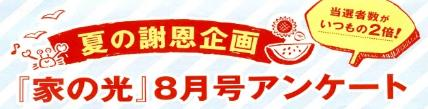 夏の謝恩企画
当選者数が
いつもの2倍!
『家の光』8月号アンケート